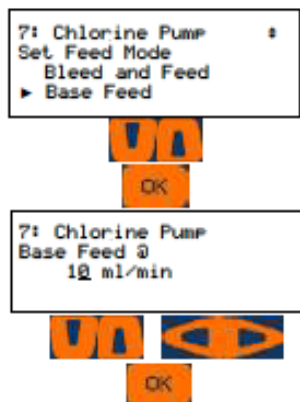 7: Chlorine Pump
Set Feed Mode
Bleed and Feed
► Base Feed
OK
7: Chlorine Pump
Base Feed @
10 ml/min
OK